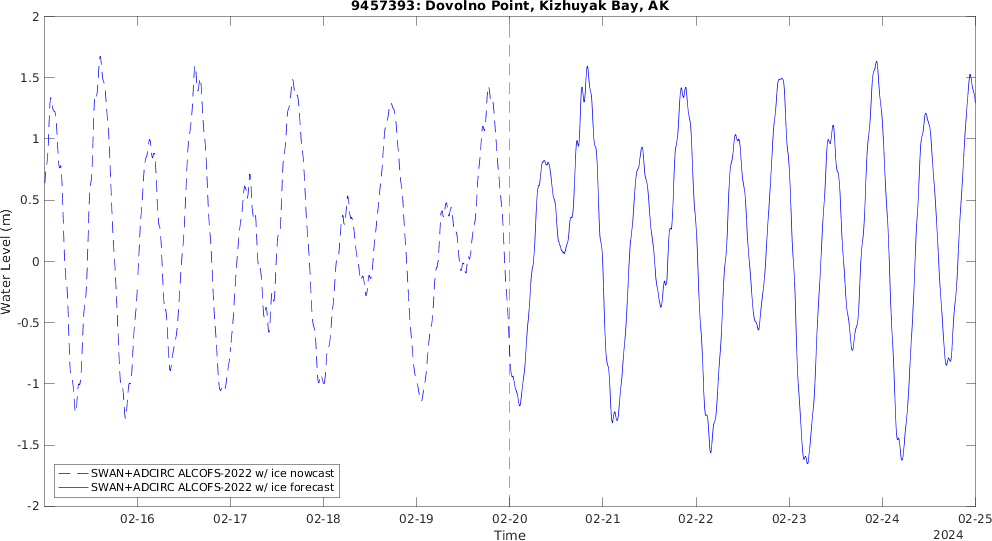 9457393: Dovolno Point, Kizhuyak Bay, AK
2
1.5
1
0.5
0
-0.5
-1
-1.5
-2
Water Level (m)
SWAN+ADCIRC ALCOFS-2022 w/ ice nowcast
SWAN+ADCIRC ALCOFS-2022 w/ ice forecast
02-16 02-17 02-18 02-19 02-20 02-21 02-22 02-23 02-24 02-25
Time
2024